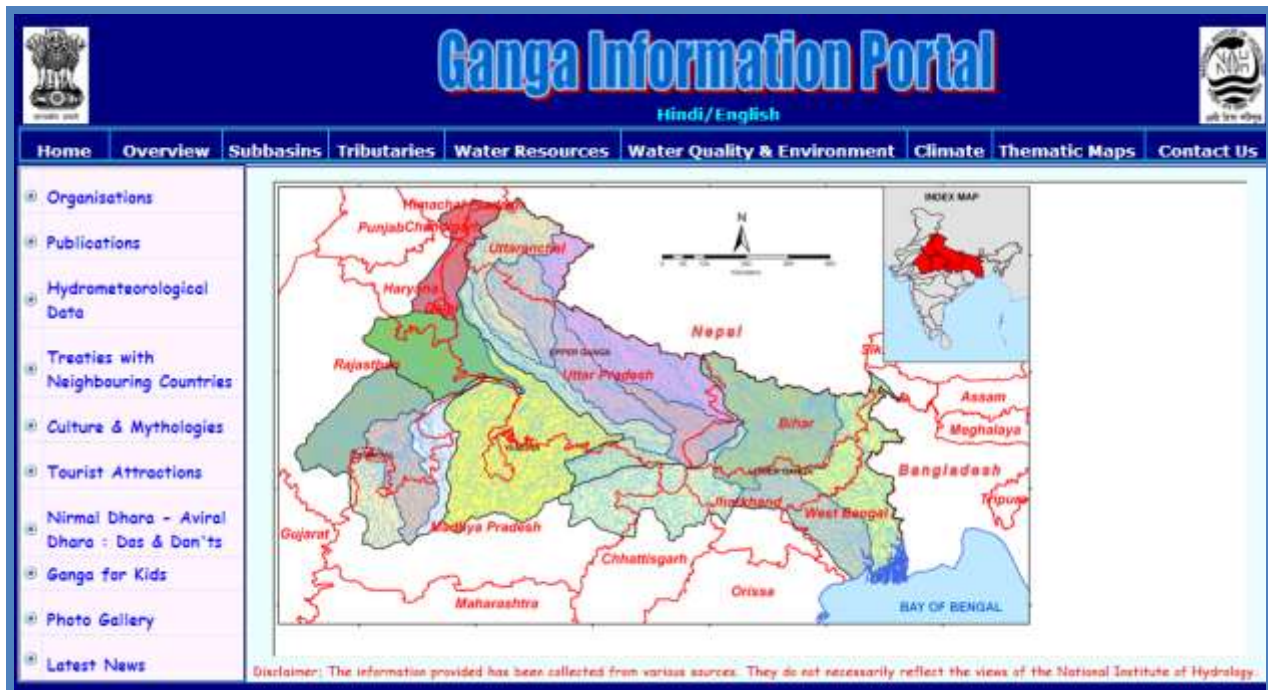 Ganga Information Portal
Hindi/English
Home Overview Subbasins Tributaries Water Resources Water Quality & Environment Climate Thematic Maps Contact Us
Organisations
Publications
Hydrometeorological
Data
Treaties with
Neighbouring Countries
Culture & Mythologies
Tourist Attractions
Nirmal Dhara - Aviral
Dhara : Das & Dan'ts
Ganga for Kids
Photo Gallery
Latest News
INDEX MAP
N
Himachal Pradesh
Punjab
Uttaranchal
Haryana
Nepal
Rajasthan
UPPER GANGA
Uttar Pradesh
Assam
Meghalaya
Bihar
Bangladesh
Tripura
LOWER GANGA
Jharkhand
West Bengal
Gujarat
Madhya Pradesh
Chhattisgarh
Orissa
Maharashtra
BAY OF BENGAL
Disclaimer: The information provided has been collected from various sources. They do not necessarily reflect the views of the National Institute of Hydrology.